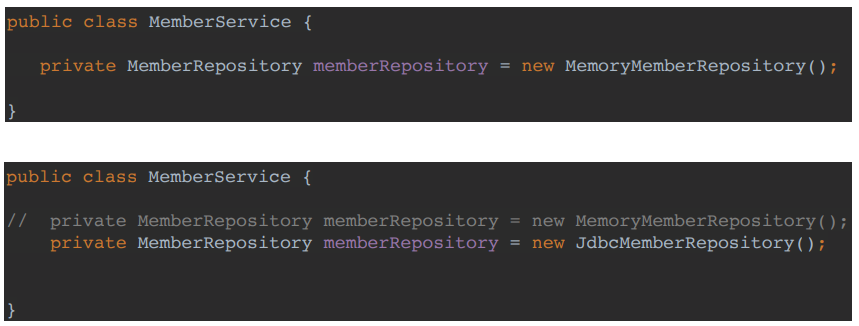 public class MemberService {
private MemberRepository memberRepository = new MemoryMemberRepository();
}
public class MemberService {
//  private MemberRepository memberRepository = new MemoryMemberRepository();
private MemberRepository memberRepository = new JdbcMemberRepository();
}